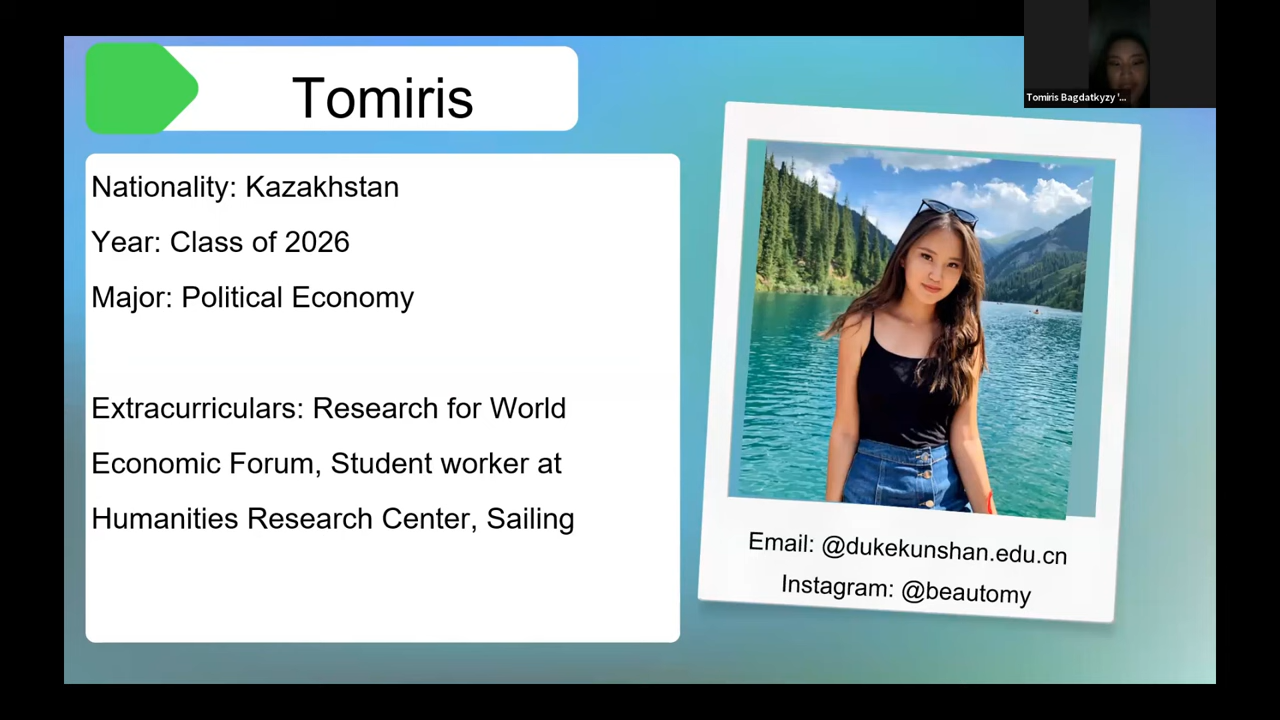 Tomiris
Nationality: Kazakhstan
Year: Class of 2026
Major: Political Economy
Extracurriculars: Research for World
Economic Forum, Student worker at
Humanities Research Center, Sailing
Email: @dukekunshan.edu.cn
Instagram: @beautomy
Tomiris Bagdatkyzy '...